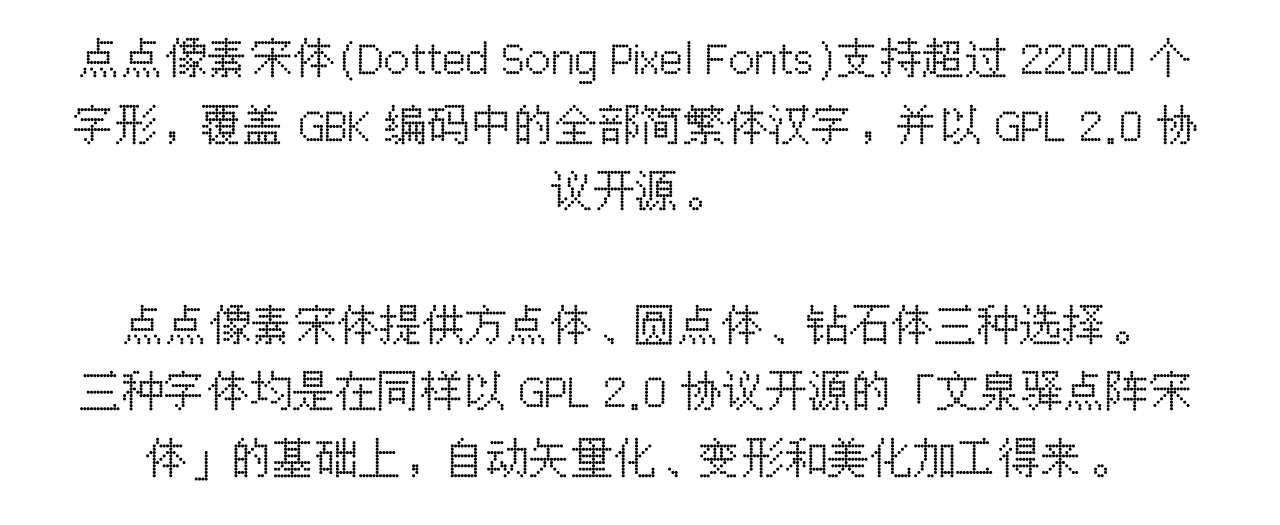 点点像素宋体(Dotted Song Pixel Fonts)支持超过 22000 个
字形，覆盖 GBK 编码中的全部简繁体汉字，并以 GPL 2.0 协
议开源。
点点像素宋体提供方点体、圆点体、钻石体三种选择。
三种字体均是在同样以 GPL 2.0 协议开源的「文泉驿点阵宋
体」的基础上，自动矢量化、变形和美化加工得来。